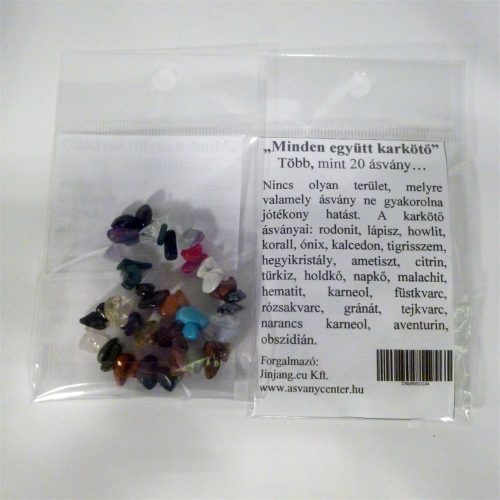 „Minden együtt karkötő”
Több, mint 20 ásvány…
Nincs olyan terület, melyre
valamely ásvány ne gyakorolna
jótékony hatást. A karkötő
ásványai: rodonit, lápisz, howlit,
korall, ónix, kalcedon, tigrisszem,
hegyikristály, ametiszt, citrin,
türkiz, holdkő, napkő, malachit,
hematit, karneol, füstkvarc,
rózsakvarc, gránát, tejkvarc,
narancs karneol, aventurin,
obszidián.
Forgalmazó:
Jinjang.eu Kft.
www.asvanycenter.hu